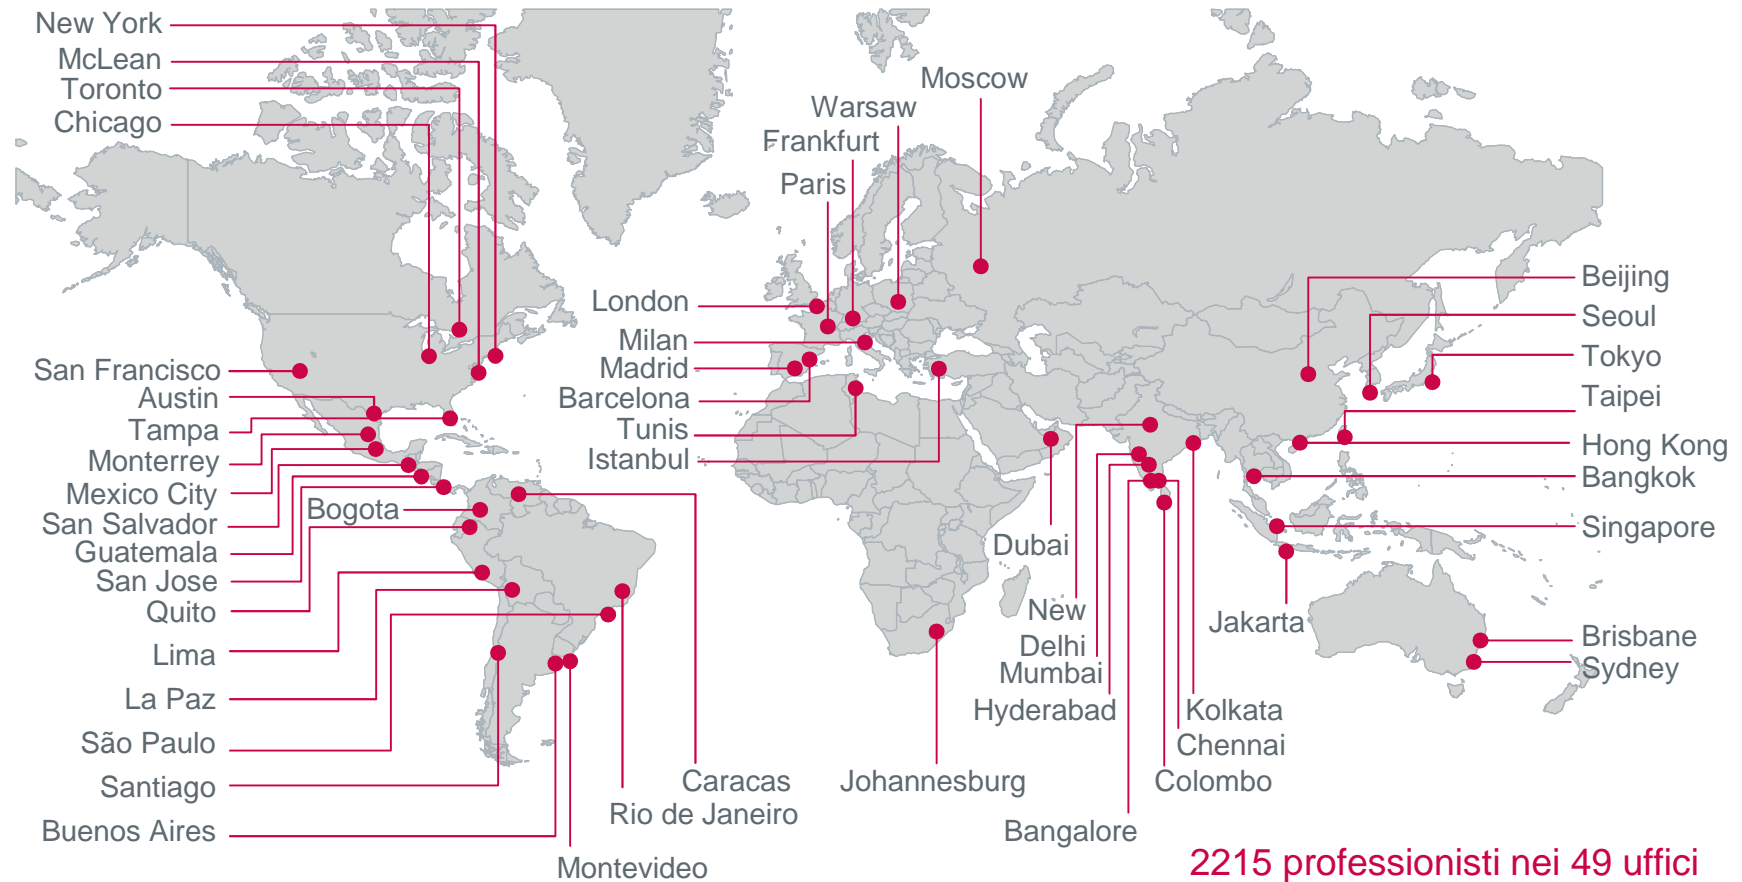 New York
McLean
Toronto
Chicago
San Francisco
Austin
Tampa
Monterrey
Mexico City
San Salvador
Guatemala
San Jose
Quito
Lima
La Paz
São Paulo
Santiago
Buenos Aires
Bogota
Montevideo
Rio de Janeiro
Caracas
Moscow
Warsaw
Frankfurt
Paris
London
Milan
Madrid
Barcelona
Tunis
Istanbul
Johannesburg
Dubai
New
Delhi
Mumbai
Hyderabad
Bangalore
Kolkata
Chennai
Colombo
Beijing
Seoul
Tokyo
Taipei
Hong Kong
Bangkok
Singapore
Jakarta
Brisbane
Sydney
2215 professionisti nei 49 uffici